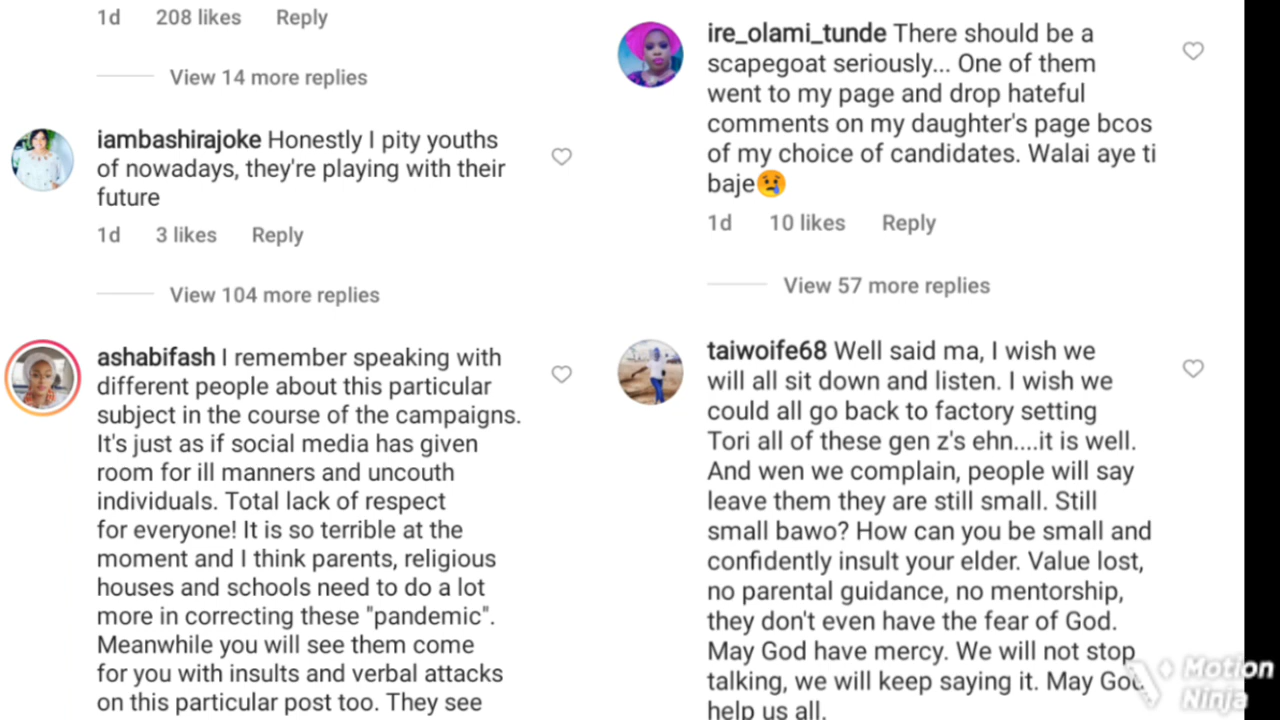 1d 208 likes Reply
View 14 more replies
iambashirajoke Honestly I pity youths
of nowadays, they're playing with their
future
1d 3 likes Reply
View 104 more replies
ashabifash I remember speaking with
different people about this particular
subject in the course of the campaigns.
It's just as if social media has given
room for ill manners and uncouth
individuals. Total lack of respect
for everyone! It is so terrible at the
moment and I think parents, religious
houses and schools need to do a lot
more in correcting these "pandemic".
Meanwhile you will see them come
for you with insults and verbal attacks
on this particular post too. They see
ire_olami_tunde There should be a
scapegoat seriously... One of them
went to my page and drop hateful
comments on my daughter's page bcos
of my choice of candidates. Walai aye ti
baje😢
1d 10 likes Reply
View 57 more replies
taiwoife68 Well said ma, I wish we
will all sit down and listen. I wish we
could all go back to factory setting
Tori all of these gen z's ehn....it is well.
And wen we complain, people will say
leave them they are still small. Still
small bawo? How can you be small and
confidently insult your elder. Value lost,
no parental guidance, no mentorship,
they don't even have the fear of God.
May God have mercy. We will not stop
talking, we will keep saying it. May God
help us all.
Motion
Ninja